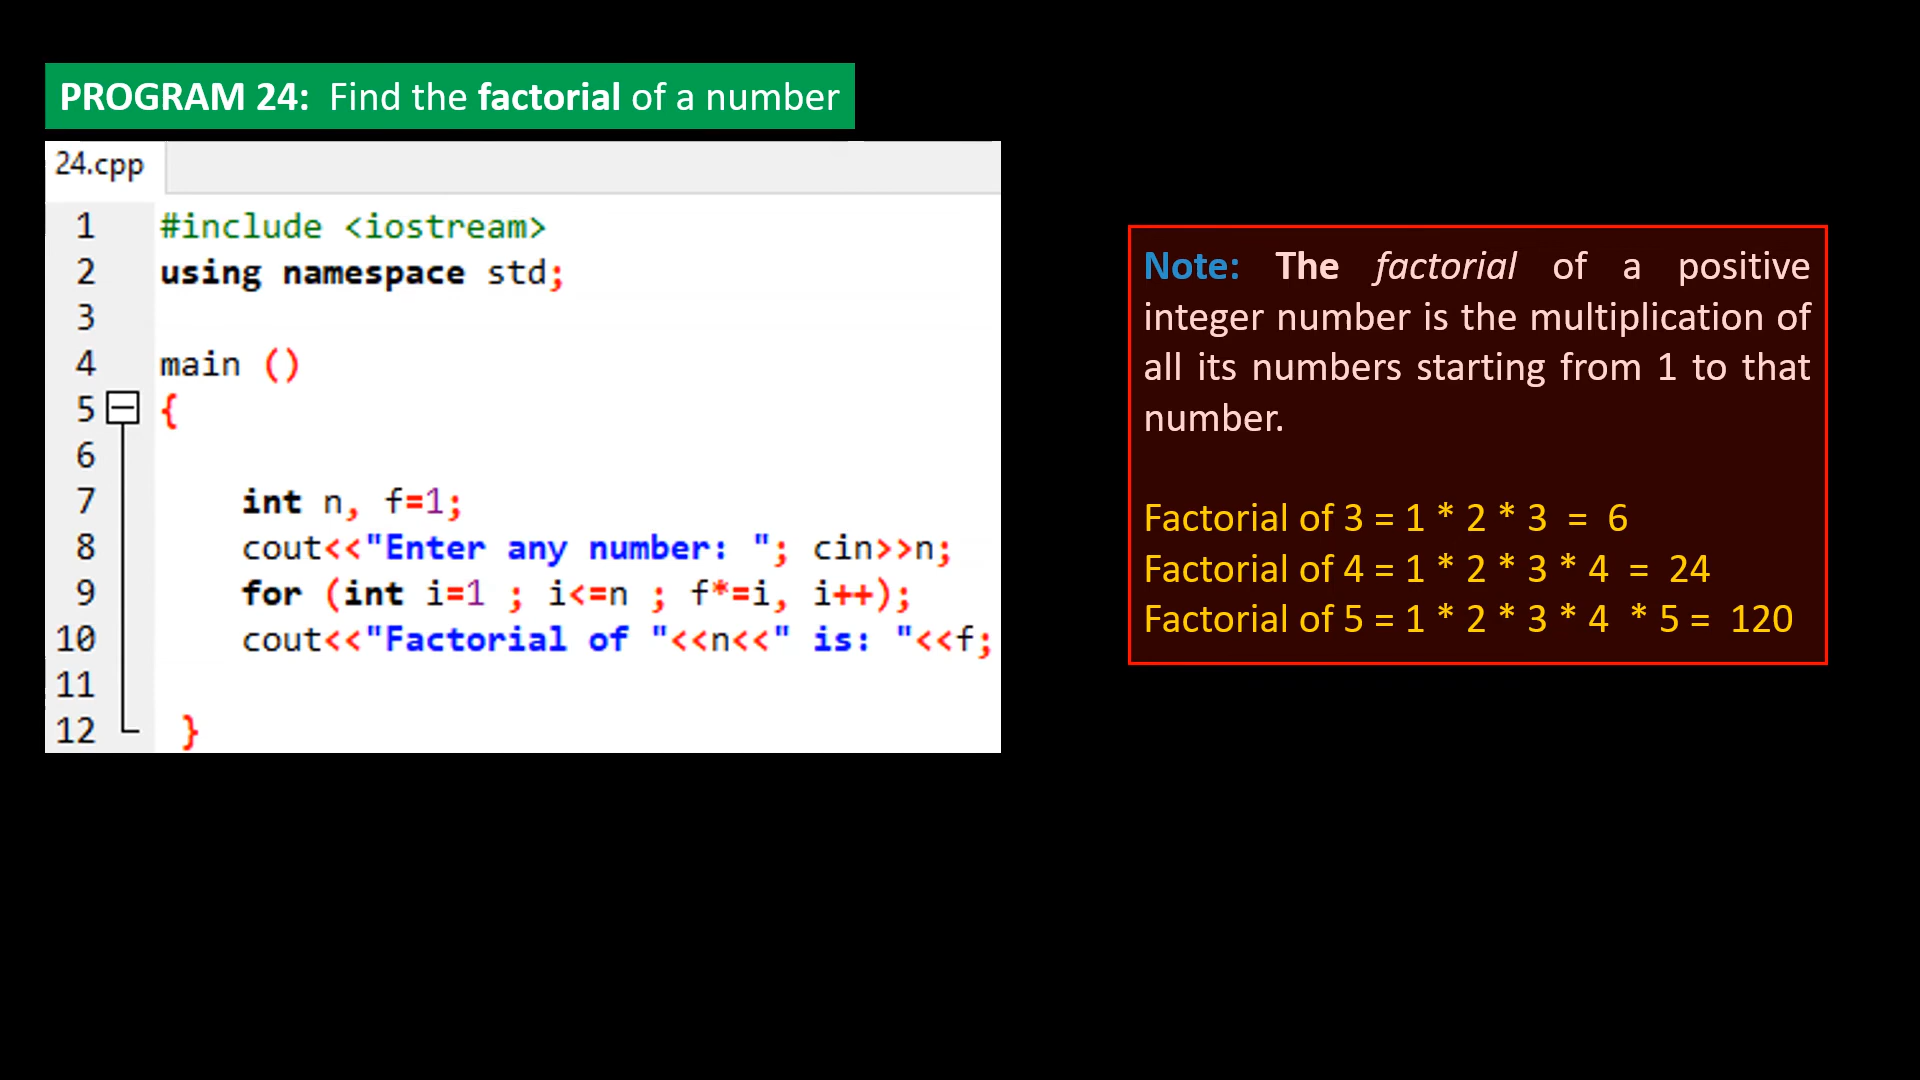 PROGRAM 24: Find the factorial of a number
24.cpp
1 #include <iostream>
2 using namespace std;
3
4 main ()
5 {
6
7 int n, f=1;
8 cout<<"Enter any number: "; cin>>n;
9 for (int i=1 ; i<=n ; f*=i, i++);
10 cout<<"Factorial of "<<n<<" is: "<<f;
11
12 }
Note: The factorial of a positive
integer number is the multiplication of
all its numbers starting from 1 to that
number.
Factorial of 3 = 1 * 2 * 3 = 6
Factorial of 4 = 1 * 2 * 3 * 4 = 24
Factorial of 5 = 1 * 2 * 3 * 4 * 5 = 120